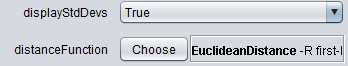 displayStdDevs True
distanceFunction Choose EuclideanDistance -R first-l